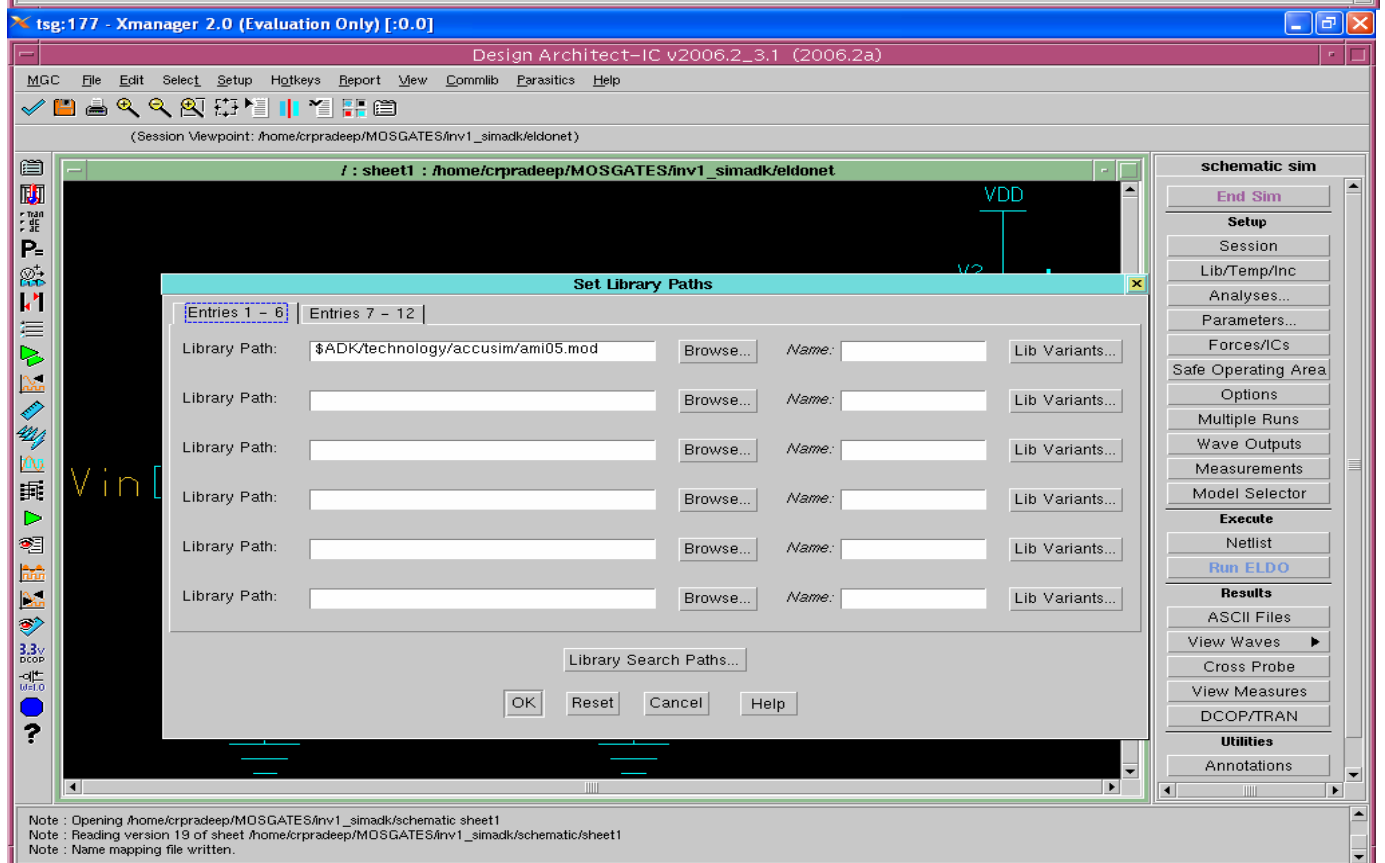 tsg:177 - Xmanager 2.0 (Evaluation Only) [:0.0]
Design Architect-IC v2006.2_3.1 (2006.2a)
MGC File Edit Select Setup Hotkeys Report View Commlib Parasitics Help
(Session Viewpoint: /home/crpradeep/MOSGATES/inv1_simadk/eldonet)
/ : sheet1 : /home/crpradeep/MOSGATES/inv1_simadk/eldonet
VDD
Vin
Set Library Paths
Entries 1 - 6 Entries 7 - 12
Library Path: $ADK/technology/accusim/ami05.mod Browse... Name: Lib Variants...
Library Path: Browse... Name: Lib Variants...
Library Path: Browse... Name: Lib Variants...
Library Path: Browse... Name: Lib Variants...
Library Path: Browse... Name: Lib Variants...
Library Path: Browse... Name: Lib Variants...
Library Search Paths...
OK Reset Cancel Help
schematic sim
End Sim
Setup
Session
Lib/Temp/Inc
Analyses...
Parameters...
Forces/ICs
Safe Operating Area
Options
Multiple Runs
Wave Outputs
Measurements
Model Selector
Execute
Netlist
Run ELDO
Results
ASCII Files
View Waves
Cross Probe
View Measures
DCOP/TRAN
Utilities
Annotations
P=
3.3v
DCOP
W=1.0
?
Note : Opening /home/crpradeep/MOSGATES/inv1_simadk/schematic sheet1
Note : Reading version 19 of sheet /home/crpradeep/MOSGATES/inv1_simadk/schematic/sheet1
Note : Name mapping file written.